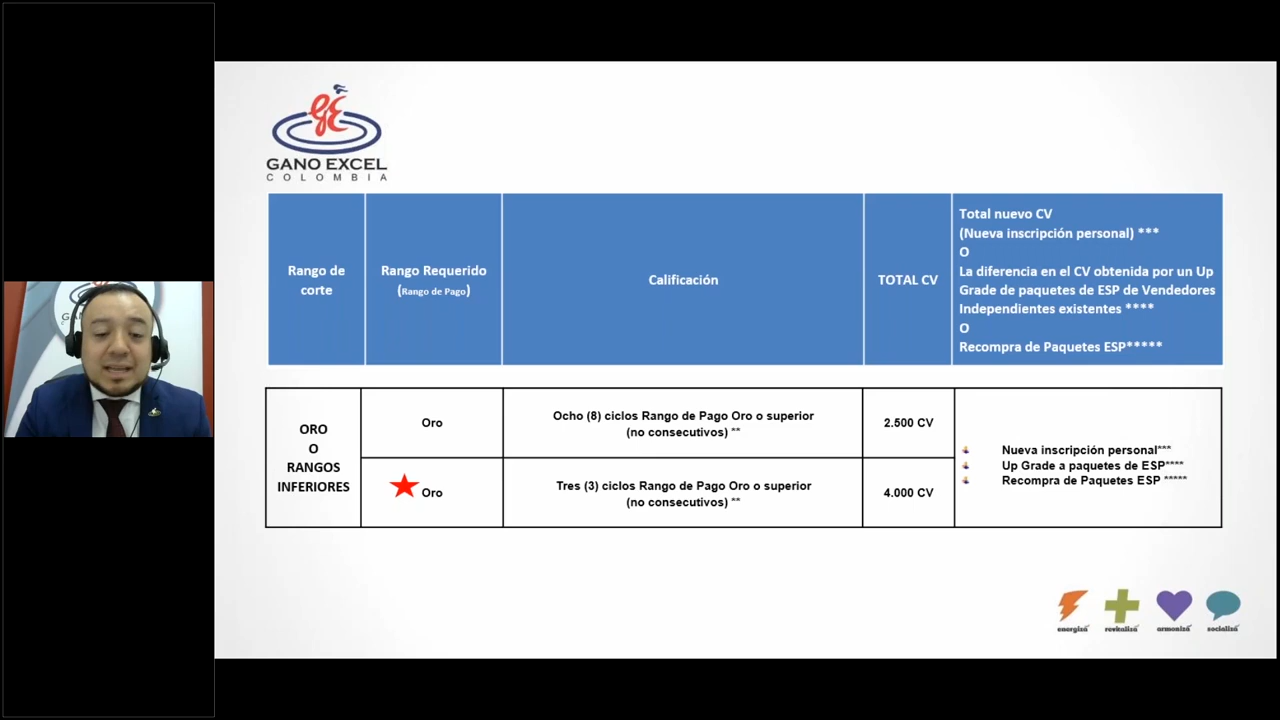 GE
GANO EXCEL
COLOMBIA
Rango de
corte
Rango Requerido
(Rango de Pago)
Calificación
TOTAL CV
Total nuevo CV
(Nueva inscripción personal) ***
O
La diferencia en el CV obtenida por un Up
Grade de paquetes de ESP de Vendedores
Independientes existentes ****
O
Recompra de Paquetes ESP*****
ORO
O
RANGOS
INFERIORES
Oro
Ocho (8) ciclos Rango de Pago Oro o superior
(no consecutivos) **
2.500 CV
Oro
Tres (3) ciclos Rango de Pago Oro o superior
(no consecutivos) **
4.000 CV
Nueva inscripción personal***
Up Grade a paquetes de ESP****
Recompra de Paquetes ESP *****
energiza
revitaliza
armoniza
socializa